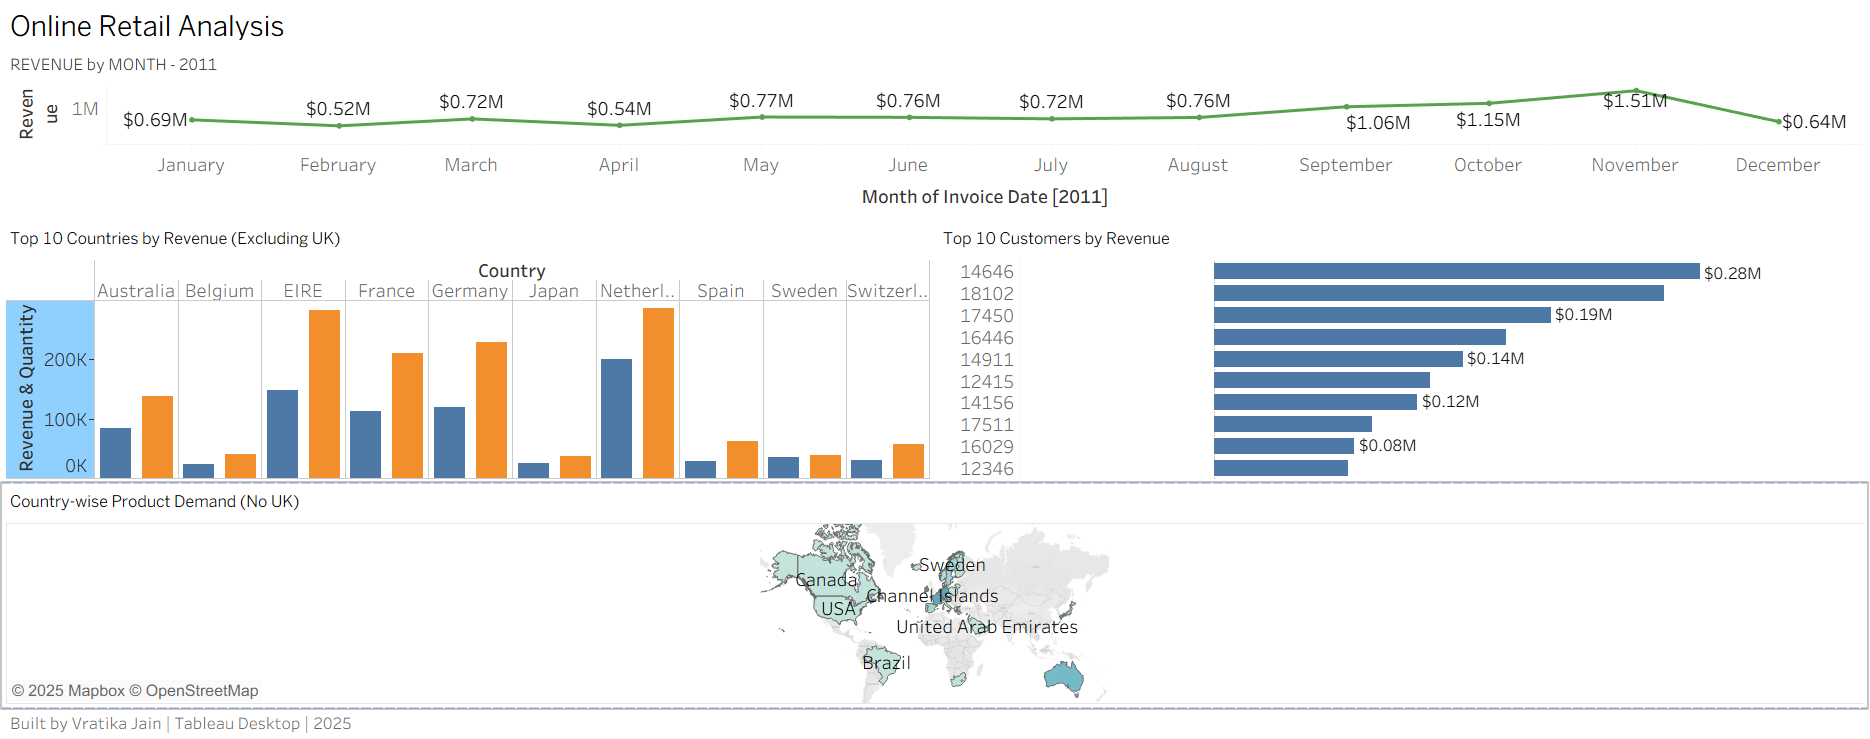 Online Retail Analysis
REVENUE by MONTH - 2011
Reven
ue
1M
$0.69M
$0.52M
$0.72M
$0.54M
$0.77M
$0.76M
$0.72M
$0.76M
$1.06M
$1.15M
$1.51M
$0.64M
January February March April May June July August September October November December
Month of Invoice Date [2011]
Top 10 Countries by Revenue (Excluding UK)
Country
Australia Belgium EIRE France Germany Japan Netherl.. Spain Sweden Switzerl..
Revenue & Quantity
200K
100K
0K
Top 10 Customers by Revenue
14646 $0.28M
18102
17450 $0.19M
16446
14911 $0.14M
12415
14156 $0.12M
17511
16029 $0.08M
12346
Country-wise Product Demand (No UK)
Sweden
Canada
Channel Islands
USA
United Arab Emirates
Brazil
© 2025 Mapbox © OpenStreetMap
Built by Vratika Jain | Tableau Desktop | 2025